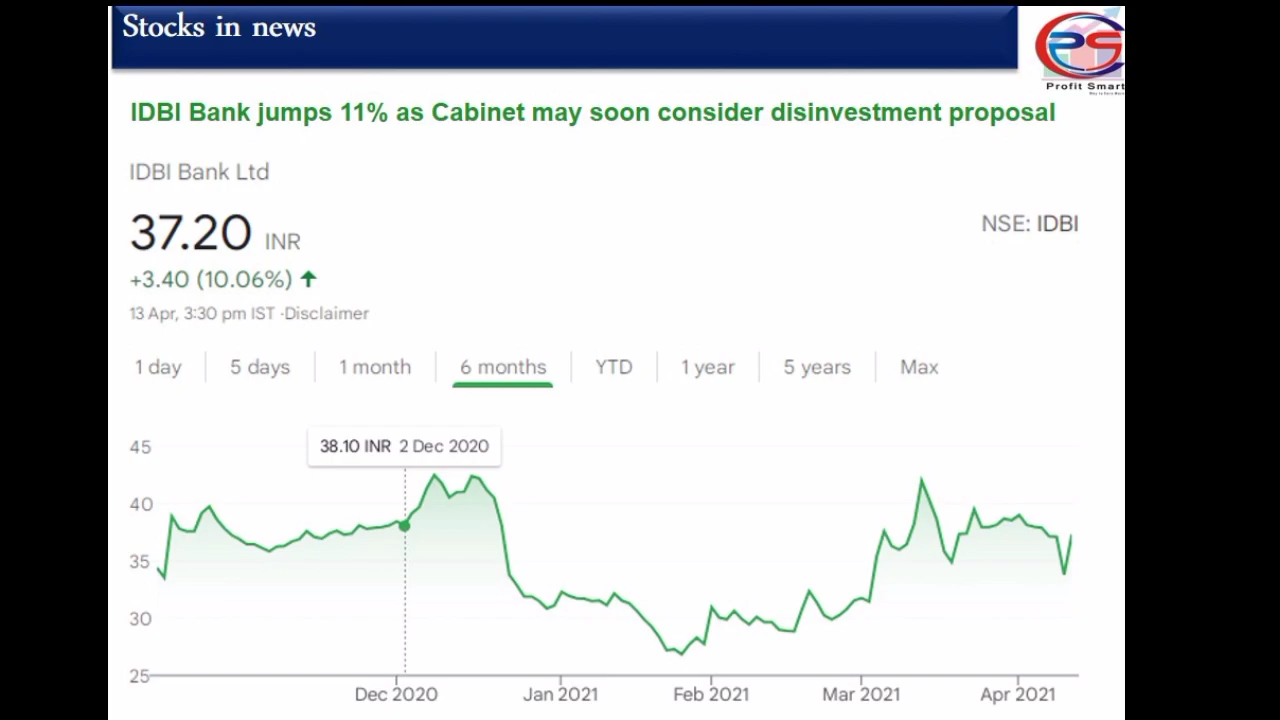 Stocks in news
Profit Smart
IDBI Bank jumps 11% as Cabinet may soon consider disinvestment proposal
IDBI Bank Ltd
37.20 INR
NSE: IDBI
+3.40 (10.06%) ↑
13 Apr, 3:30 pm IST ·Disclaimer
1 day 5 days 1 month 6 months YTD 1 year 5 years Max
38.10 INR 2 Dec 2020
45
40
35
30
25
Dec 2020 Jan 2021 Feb 2021 Mar 2021 Apr 2021